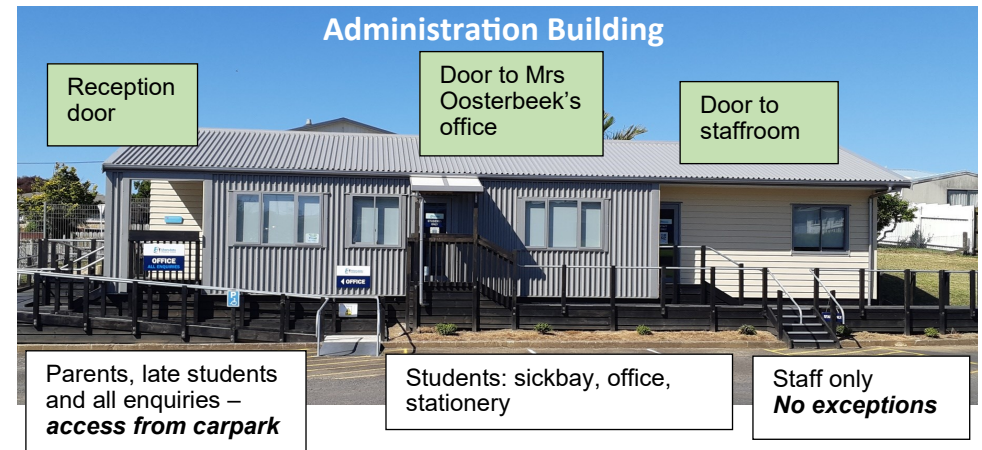 Administration Building
Reception
door
Door to Mrs
Oosterbeek's
office
Door to
staffroom
OFFICE
ALL ENQUIRIES
OFFICE
Parents, late students
and all enquiries –
access from carpark
Students: sickbay, office,
stationery
Staff only
No exceptions